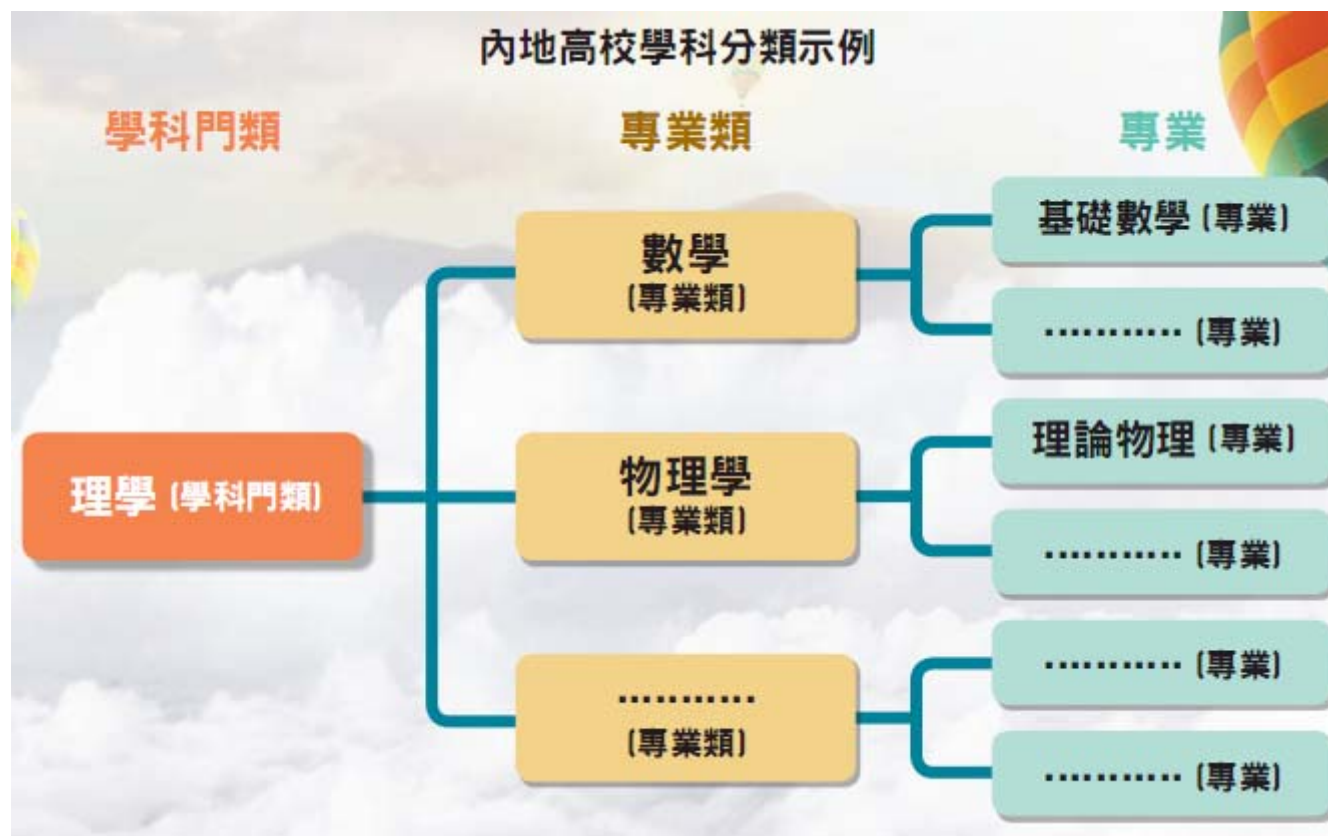 內地高校學科分類示例
學科門類
專業類
專業
理學 (學科門類)
數學
(專業類)
基礎數學 (專業)
........... (專業)
物理學
(專業類)
理論物理 (專業)
........... (專業)
...........
(專業類)
........... (專業)
........... (專業)